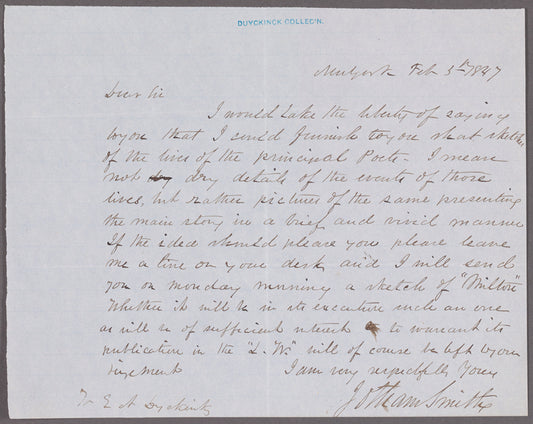 DUYCKINCK COLLEC'N.
New York Feb 5th 1847
Dear Sir
I would take the liberty of saying
to you that I could furnish to you short sketches
of the lives of the principal Poets - I mean
not dry details of the events of those
lives, but rather pictures of the same presenting
the main story in a brief and vivid manner
If the idea should please you please leave
me a line on your desk and I will send
you on monday morning a sketch of "Milton"
Whether it will be in its execution such an one
as will be of sufficient interest to warrant its
publication in the "L. W." will of course be left to your
I am very respectfully Yours
To E A Dyckink
Jotham Smith